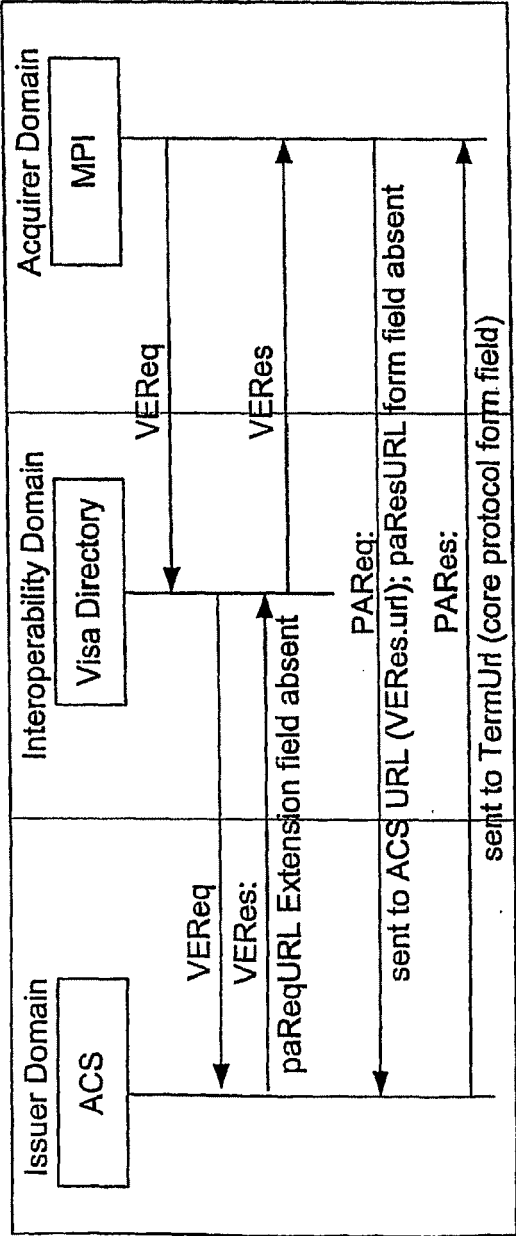 Issuer Domain
Interoperability Domain
Acquirer Domain
ACS
Visa Directory
MPI
VEReq
VEReq
VERes:
paReqURL Extension field absent
VERes
PAReq:
sent to ACS URL (VERes.url); paResURL form field absent
PARes:
sent to TermUrl (core protocol form field)